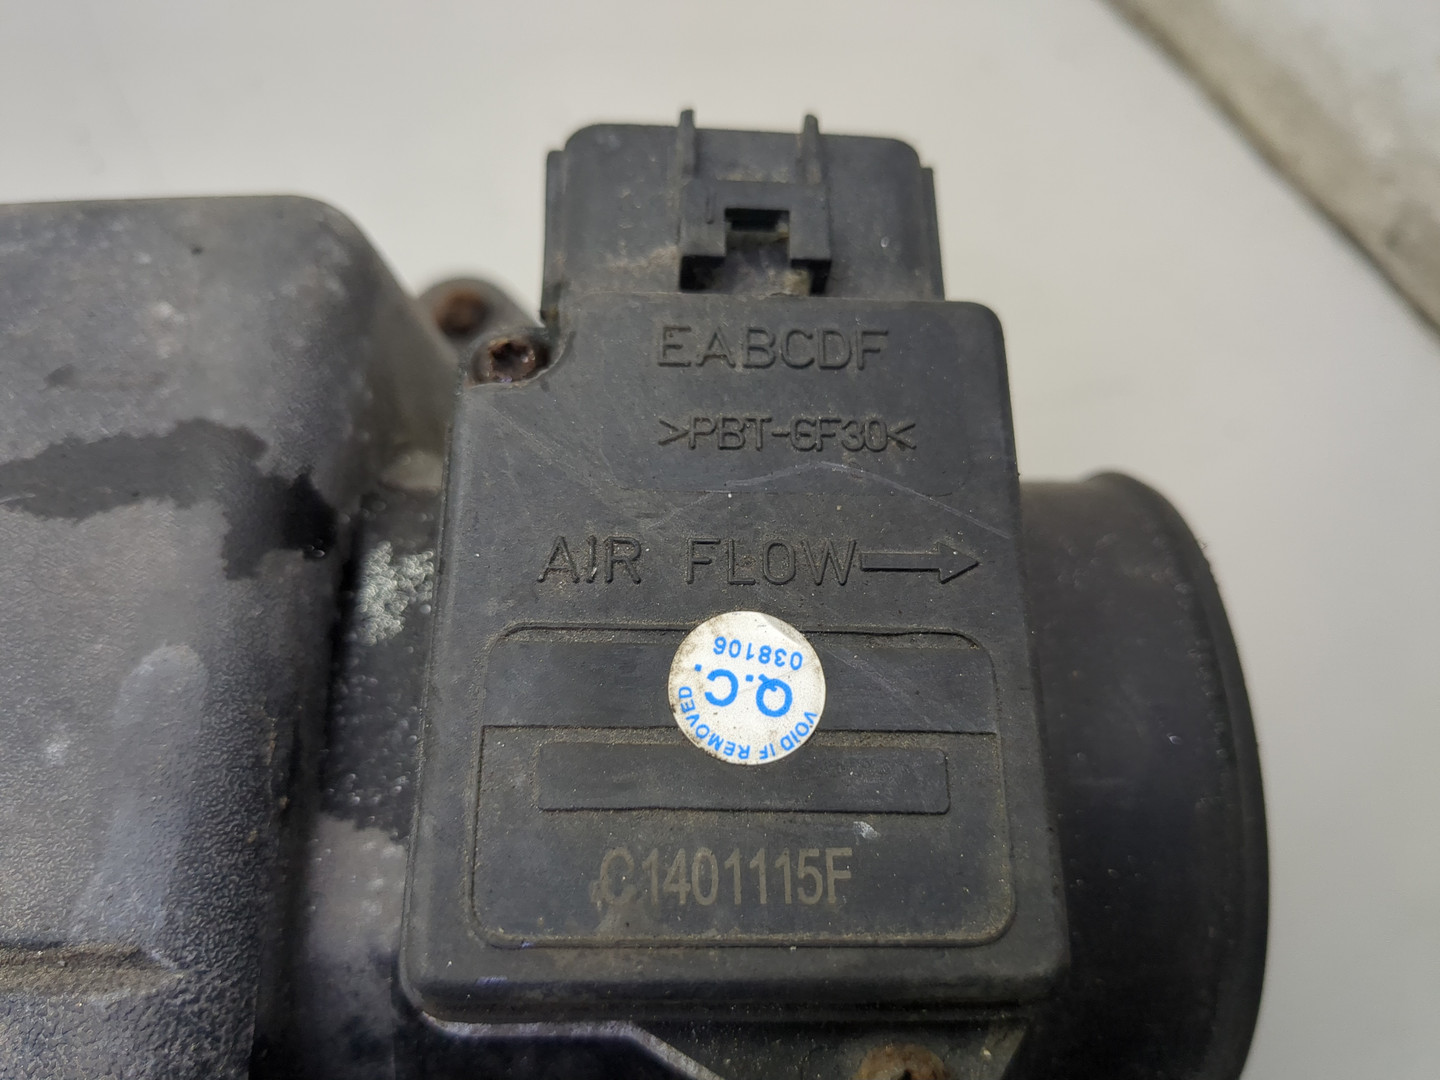 EABCDF
>PBT-GF30<
AIR FLOW
Q.C.
038106
VOID IF REMOVED
C1401115F